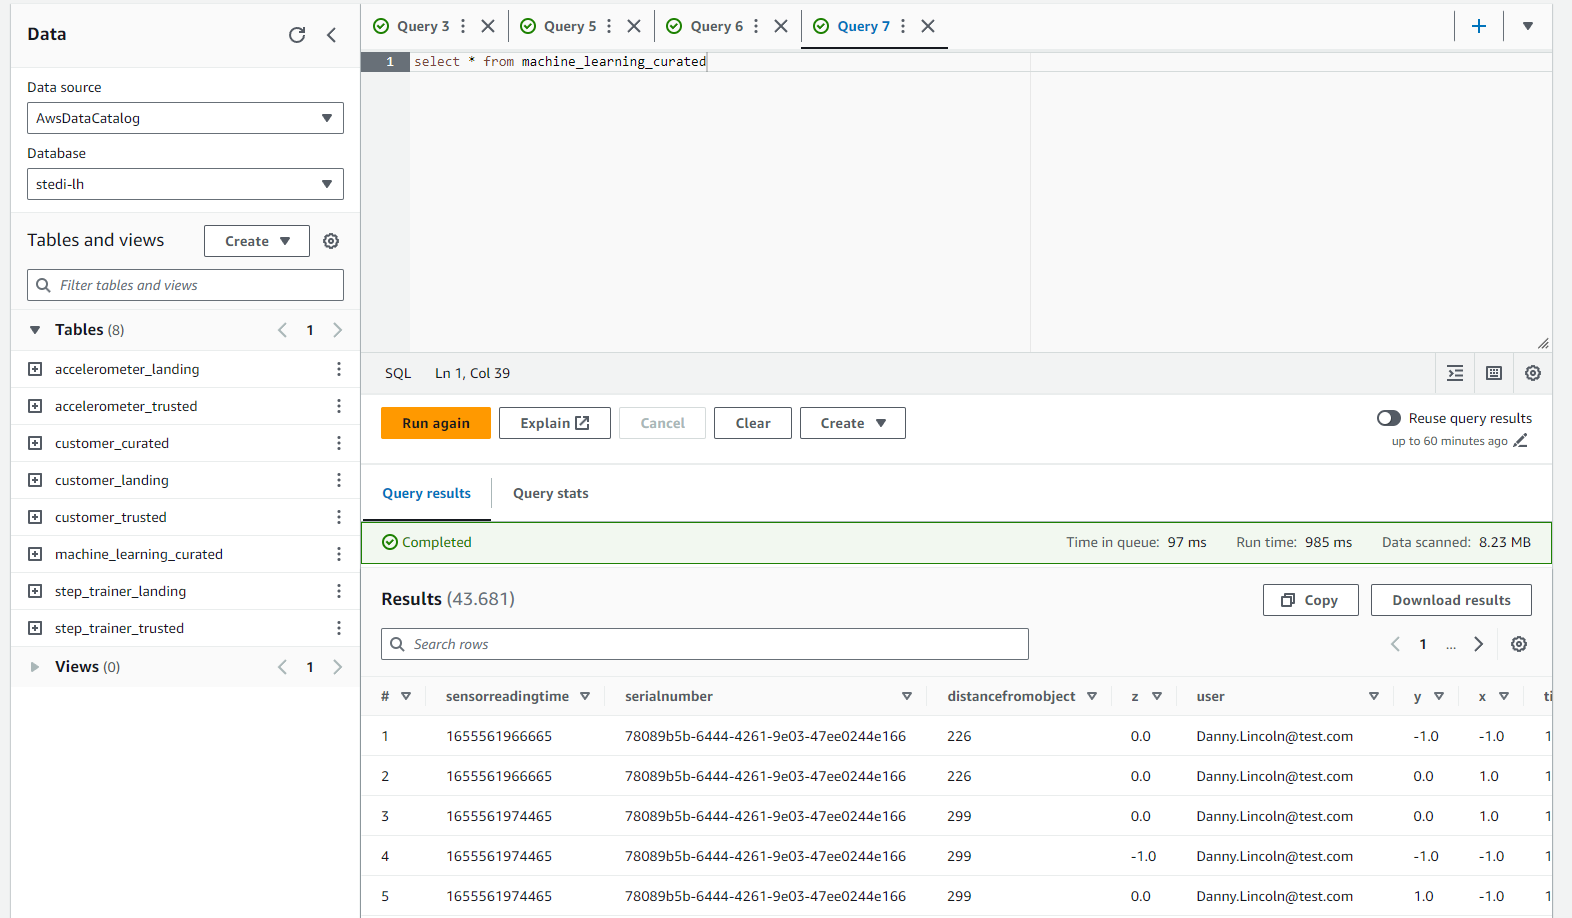 Data
Data source
AwsDataCatalog
Database
stedi-lh
Tables and views
Create
Filter tables and views
Tables (8)
1
accelerometer_landing
accelerometer_trusted
customer_curated
customer_landing
customer_trusted
machine_learning_curated
step_trainer_landing
step_trainer_trusted
Views (0)
1
Query 3
Query 5
Query 6
Query 7
1 select * from machine_learning_curated
SQL Ln 1, Col 39
Run again
Explain
Cancel
Clear
Create
Reuse query results
up to 60 minutes ago
Query results
Query stats
Completed
Time in queue: 97 ms Run time: 985 ms Data scanned: 8.23 MB
Results (43.681)
Copy
Download results
Search rows
1 ...
# sensorreadingtime serialnumber distancefromobject z user y x ti
1 1655561966665 78089b5b-6444-4261-9e03-47ee0244e166 226 0.0 Danny.Lincoln@test.com -1.0 -1.0 1
2 1655561966665 78089b5b-6444-4261-9e03-47ee0244e166 226 0.0 Danny.Lincoln@test.com 0.0 1.0 1
3 1655561974465 78089b5b-6444-4261-9e03-47ee0244e166 299 0.0 Danny.Lincoln@test.com 0.0 1.0 1
4 1655561974465 78089b5b-6444-4261-9e03-47ee0244e166 299 -1.0 Danny.Lincoln@test.com -1.0 -1.0 1
5 1655561974465 78089b5b-6444-4261-9e03-47ee0244e166 299 0.0 Danny.Lincoln@test.com 1.0 -1.0 1